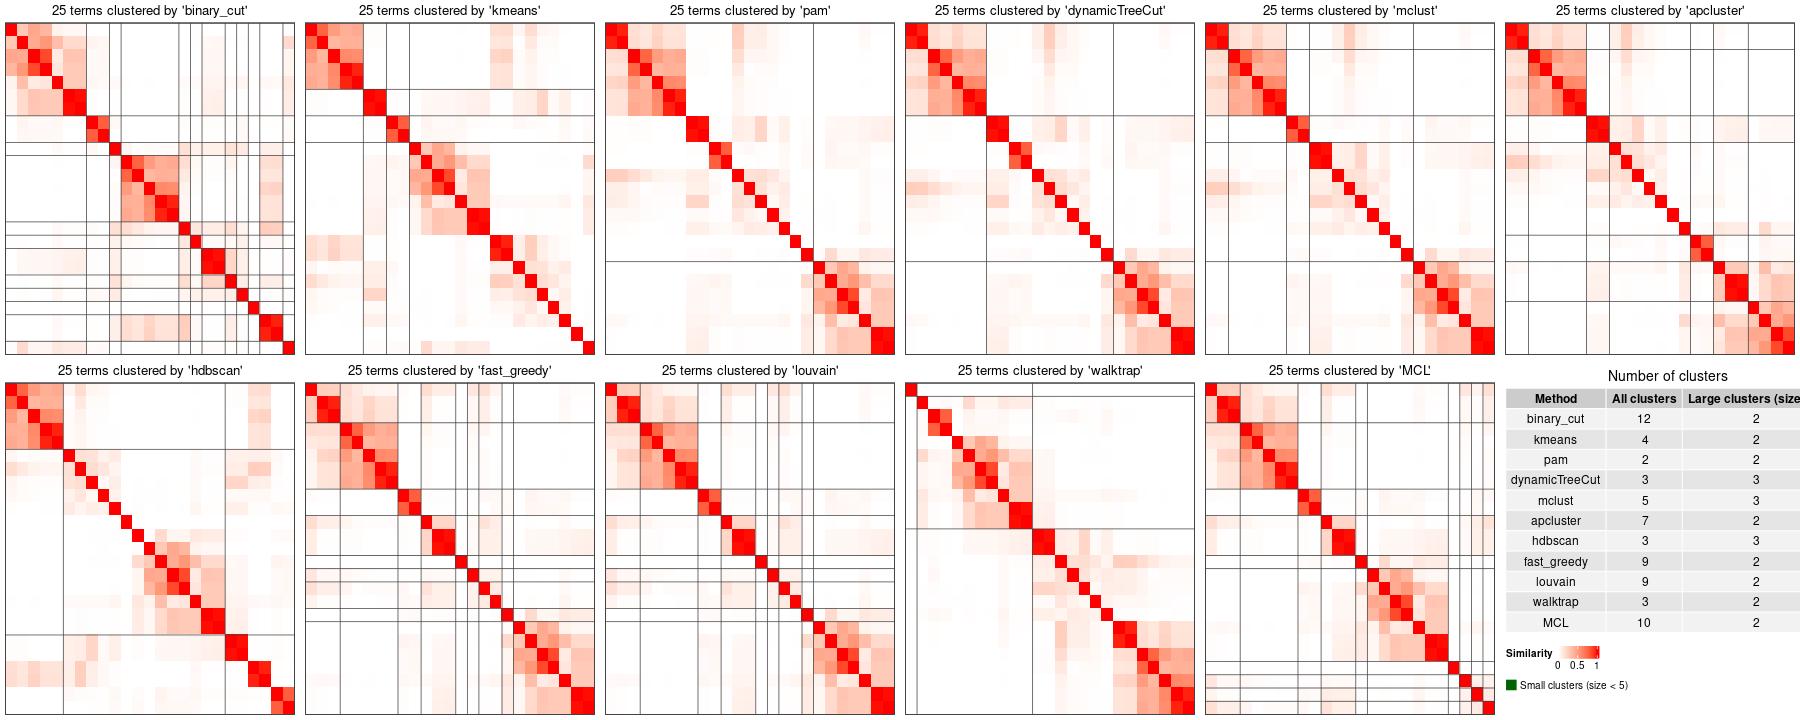 25 terms clustered by 'binary_cut'
25 terms clustered by 'kmeans'
25 terms clustered by 'pam'
25 terms clustered by 'dynamicTreeCut'
25 terms clustered by 'mclust'
25 terms clustered by 'apcluster'
25 terms clustered by 'hdbscan'
25 terms clustered by 'fast_greedy'
25 terms clustered by 'louvain'
25 terms clustered by 'walktrap'
25 terms clustered by 'MCL'
Number of clusters
Method All clusters Large clusters (size
binary_cut 12 2
kmeans 4 2
pam 2 2
dynamicTreeCut 3 3
mclust 5 3
apcluster 7 2
hdbscan 3 3
fast_greedy 9 2
louvain 9 2
walktrap 3 2
MCL 10 2
Similarity
0 0.5 1
Small clusters (size < 5)